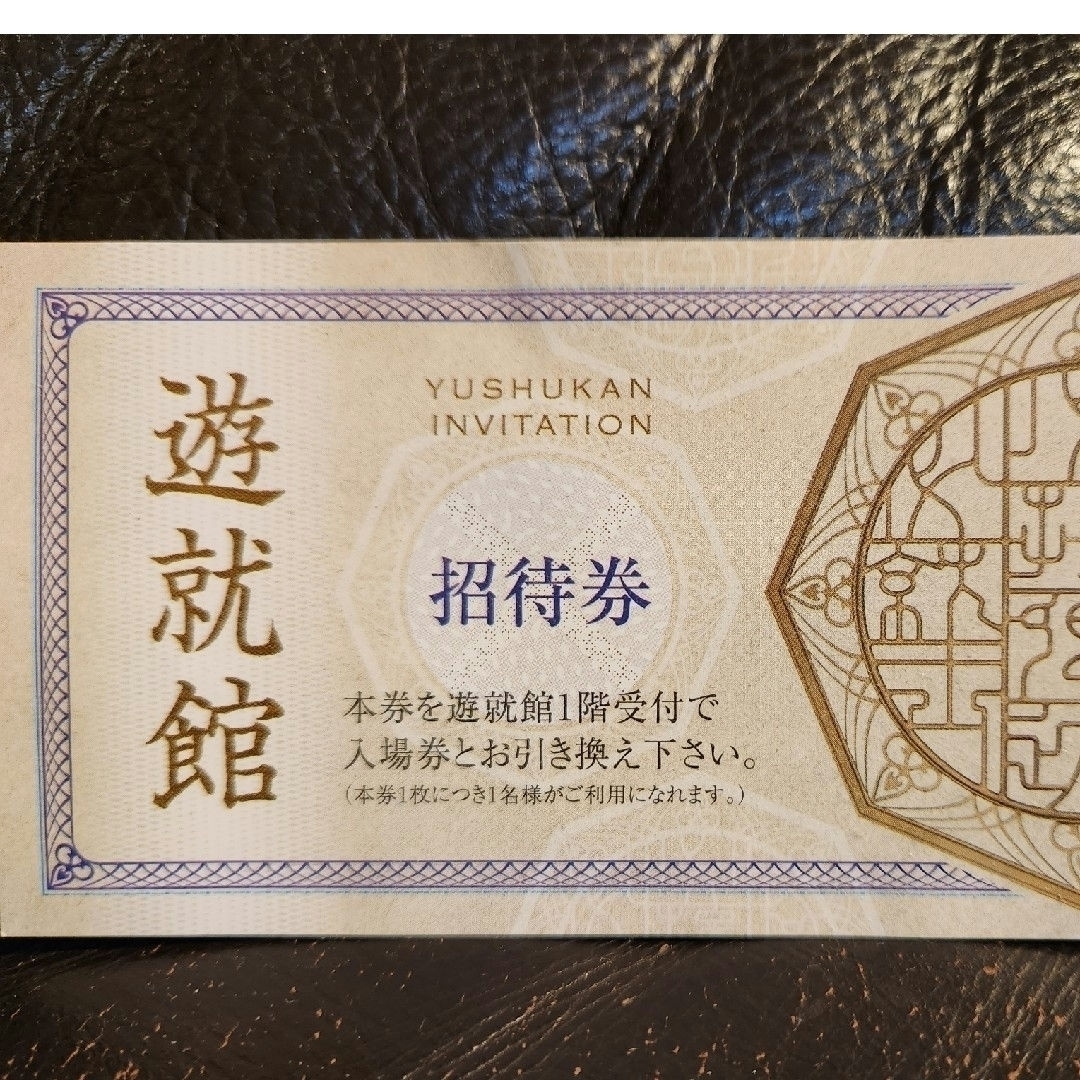 遊就館
YUSHUKAN
INVITATION
招待券
本券を遊就館1階受付で
入場券とお引き換え下さい。
（本券1枚につき1名様がご利用になれます。）